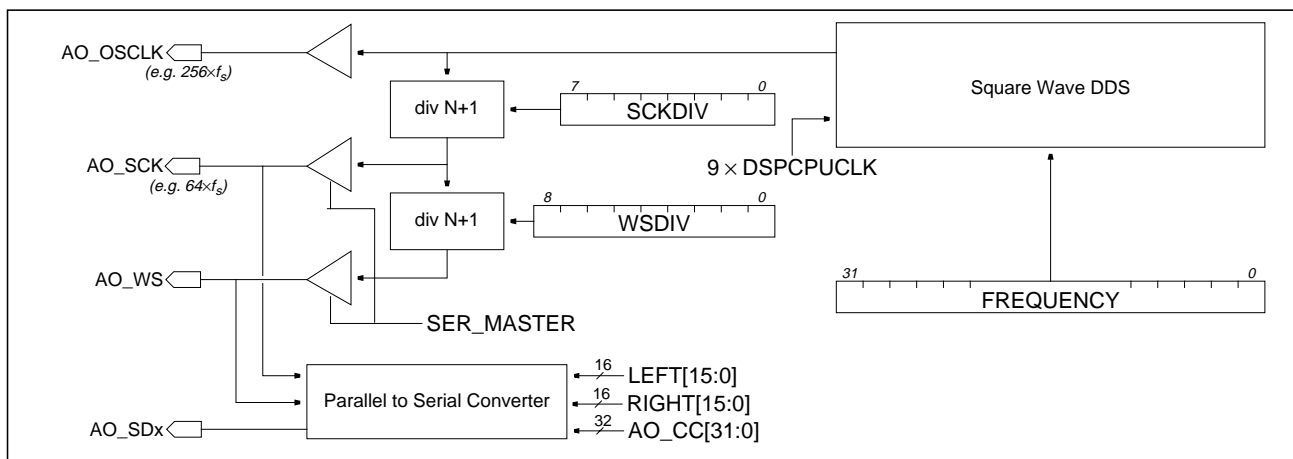 AO_OSCLK
(e.g. 256×fs)
7 0
div N+1
SCKDIV
Square Wave DDS
AO_SCK
(e.g. 64×fs)
9 × DSPCPUCLK
8 0
div N+1
WSDIV
AO_WS
31 0
FREQUENCY
SER_MASTER
16 LEFT[15:0]
Parallel to Serial Converter
16 RIGHT[15:0]
AO_SDx
32 AO_CC[31:0]